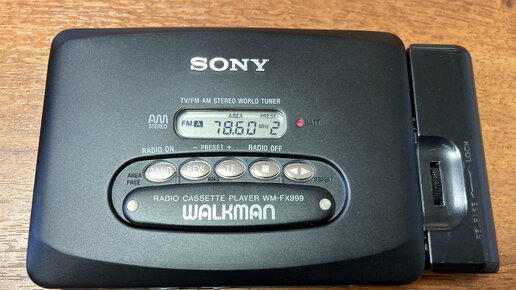 SONY
TV/FM-AM STEREO WORLD TUNER
AM STEREO
AREA PRESET
FM A 78.60 MHz 2
BATT
RADIO ON - PRESET + RADIO OFF
BAND REW FF
AREA FREE AMS REPEAT
RADIO CASSETTE PLAYER WM-FX999
WALKMAN
LOCK